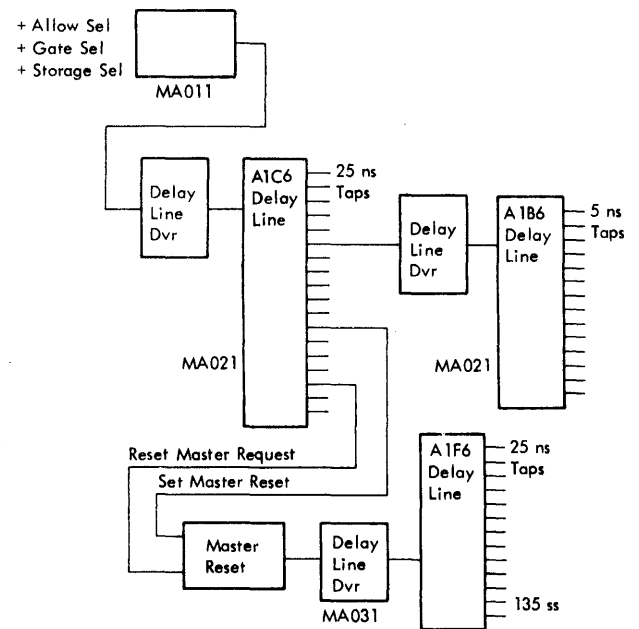 + Allow Sel
+ Gate Sel
+ Storage Sel
MA011
Delay
Line
Dvr
A1C6
Delay
Line
25 ns
Taps
MA021
Delay
Line
Dvr
A1B6
Delay
Line
5 ns
Taps
MA021
Reset Master Request
Set Master Reset
Master
Reset
Delay
Line
Dvr
MA031
A1F6
Delay
Line
25 ns
Taps
135 ss